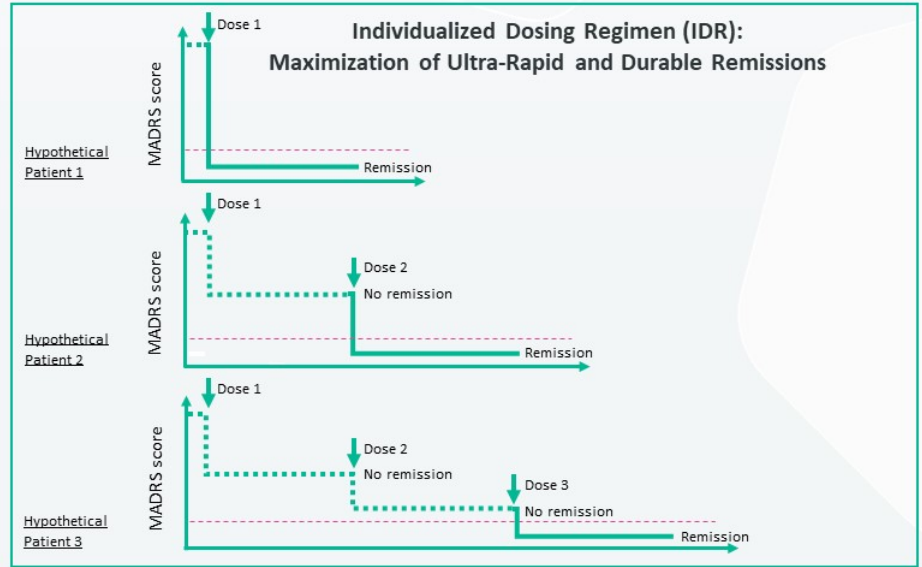 Individualized Dosing Regimen (IDR):
Maximization of Ultra-Rapid and Durable Remissions
Dose 1
MADRS score
Hypothetical
Patient 1
Remission
Dose 1
MADRS score
Dose 2
No remission
Hypothetical
Patient 2
Remission
Dose 1
MADRS score
Dose 2
No remission
Dose 3
No remission
Hypothetical
Patient 3
Remission